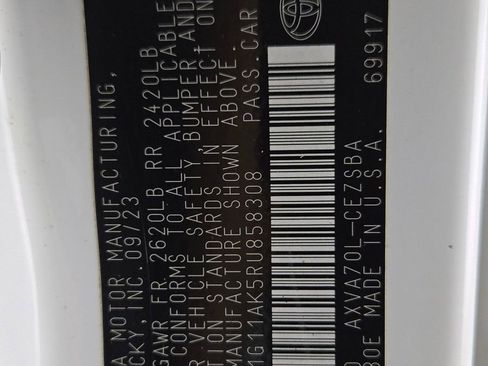 A MOTOR MANUFACTURING,
CKY, INC. 09/23
GAWR FR. 2620LB RR 2420LB
CONFORMS TO ALL APPLICABLE
R VEHICLE SAFETY, BUMPER, AND
TION STANDARDS IN EFFECT ON
MANUFACTURE SHOWN ABOVE.
1G11AK5RU858308 PASS.CAR
AXVA70L-CEZSBA
30E MADE IN U.S.A. 69917